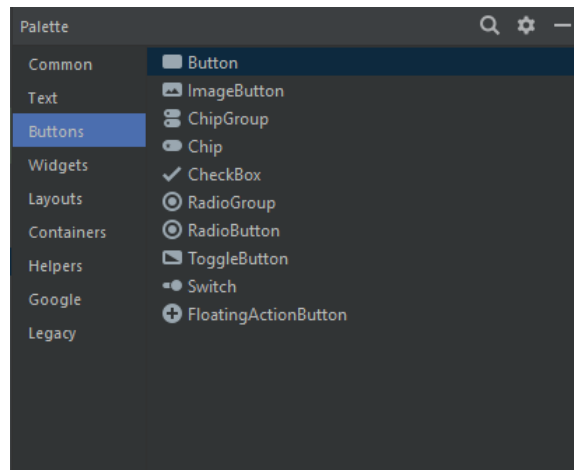 Palette
Common
Text
Buttons
Widgets
Layouts
Containers
Helpers
Google
Legacy
Button
ImageButton
ChipGroup
Chip
CheckBox
RadioGroup
RadioButton
ToggleButton
Switch
FloatingActionButton